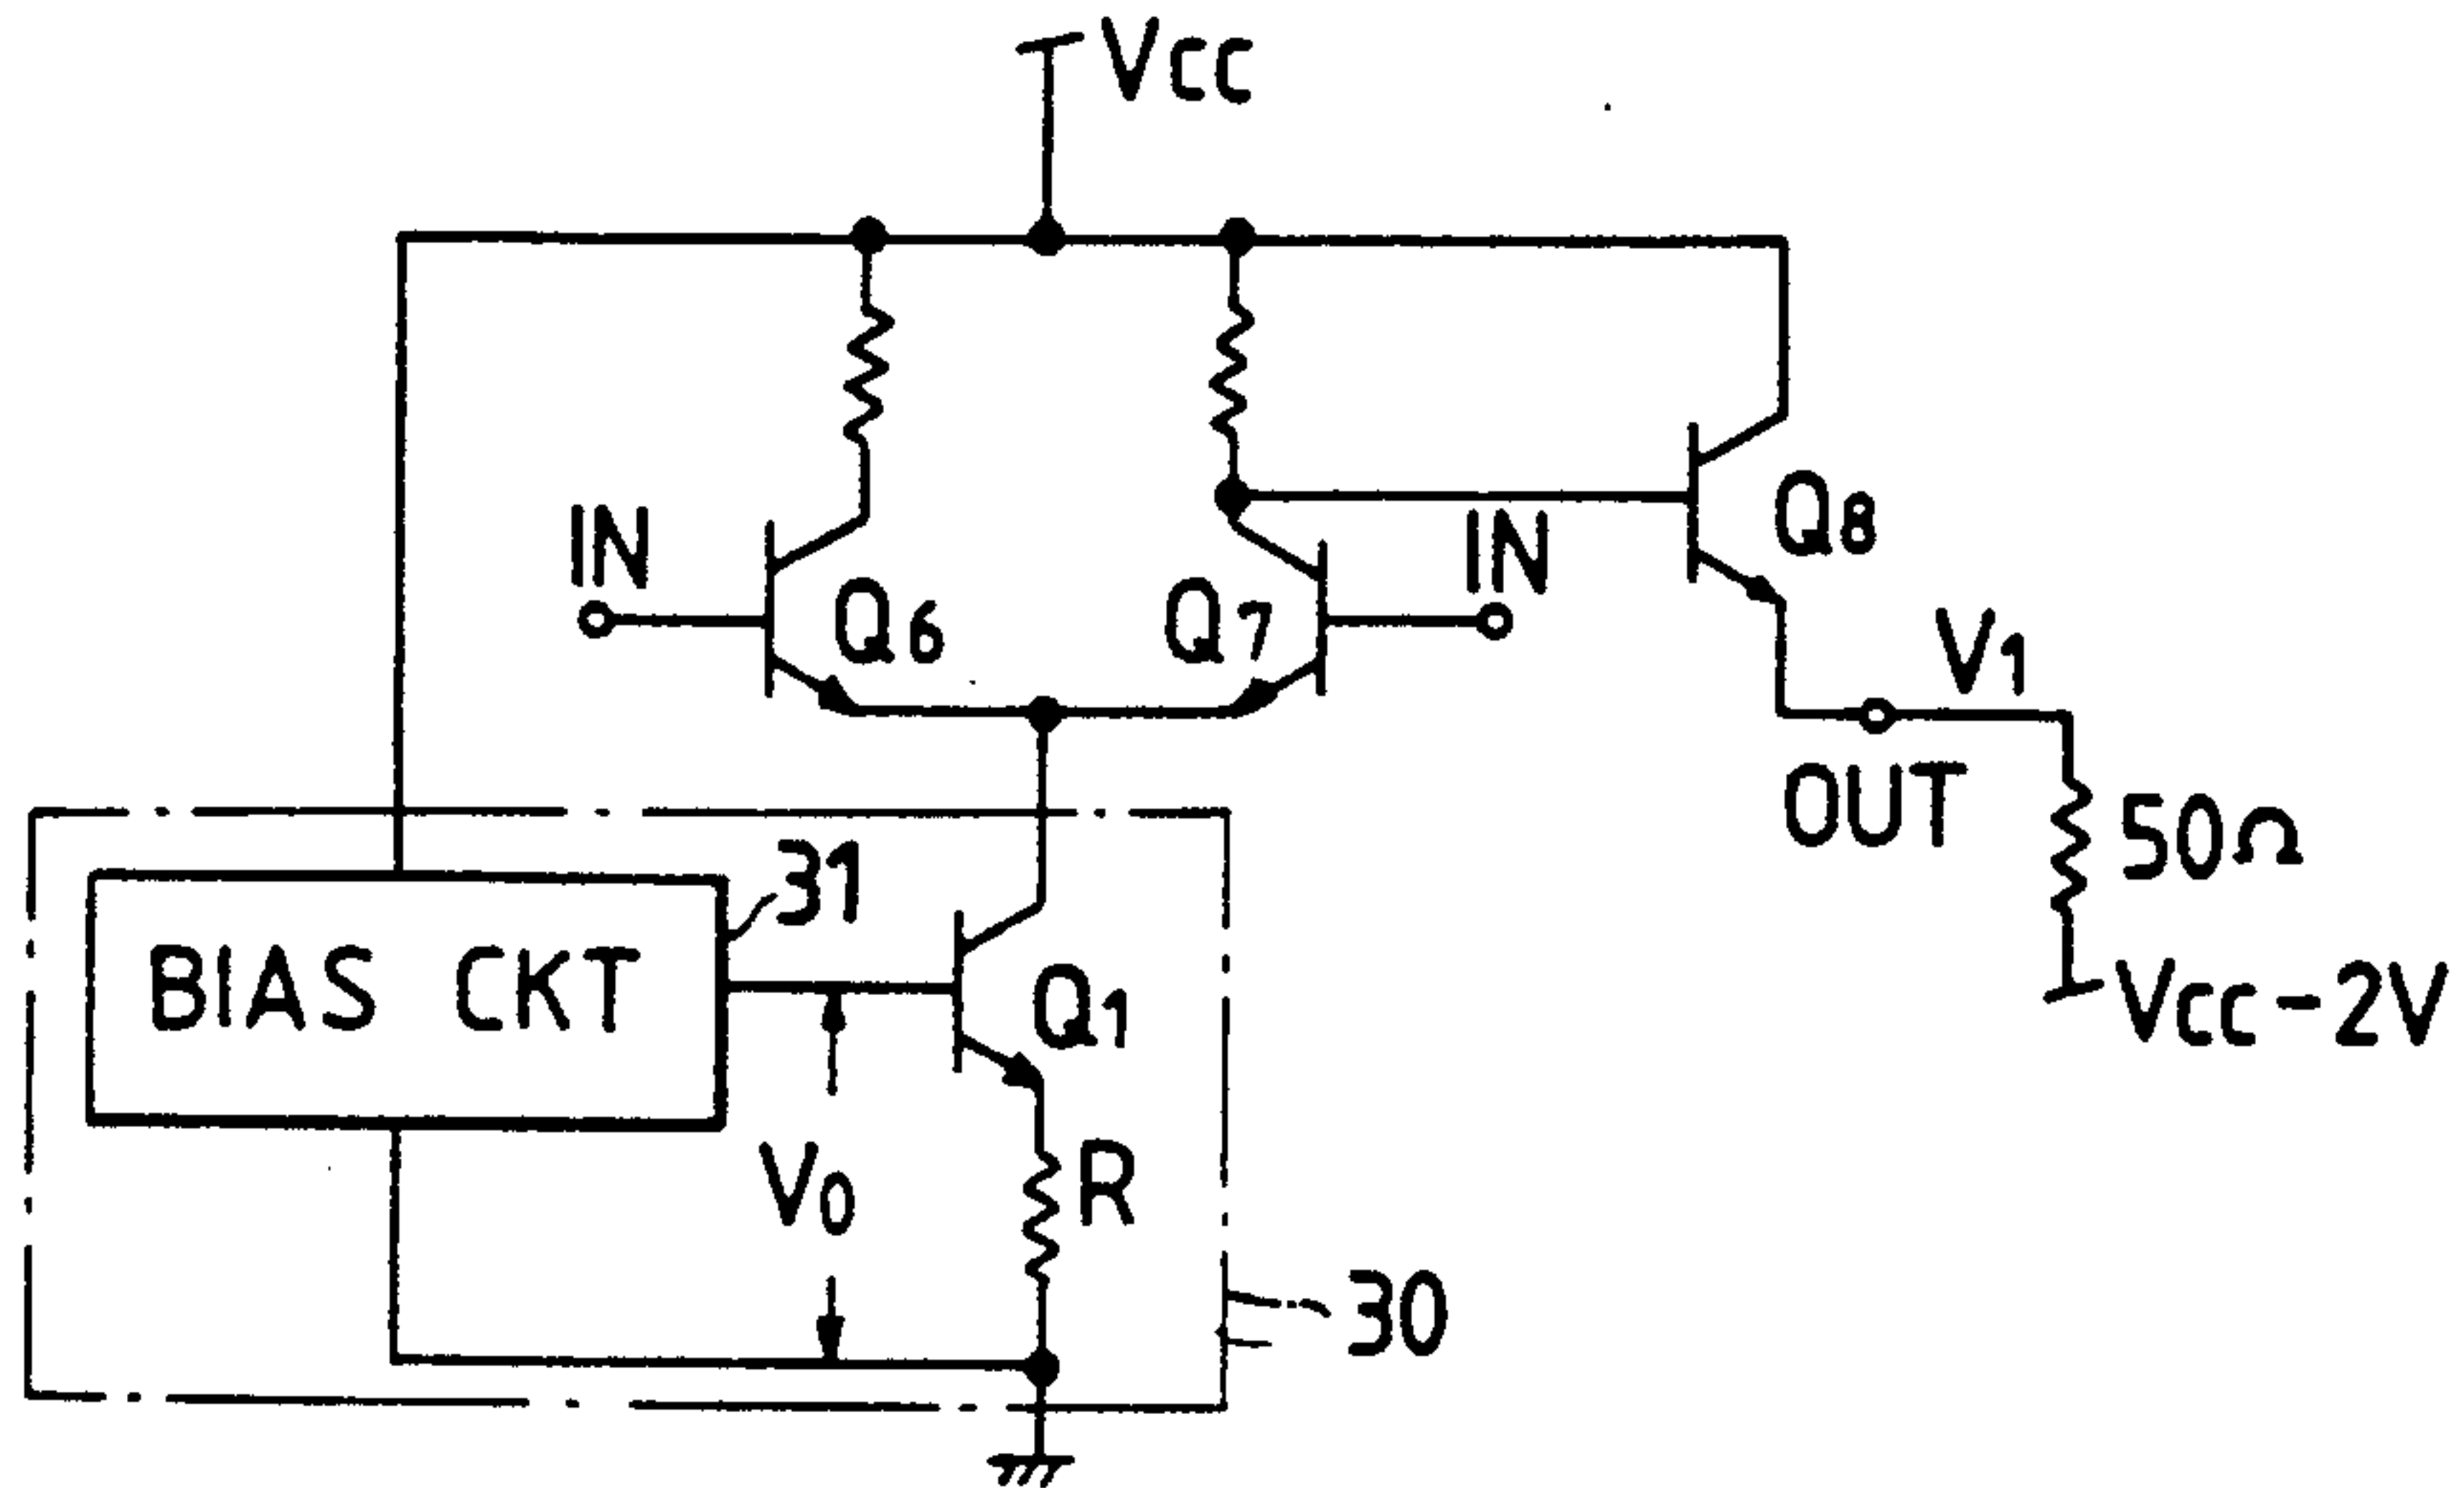 Vcc
IN
Q6
Q7
IN
Q8
V1
OUT
50Ω
Vcc-2V
31
BIAS CKT
Q1
V0
R
30